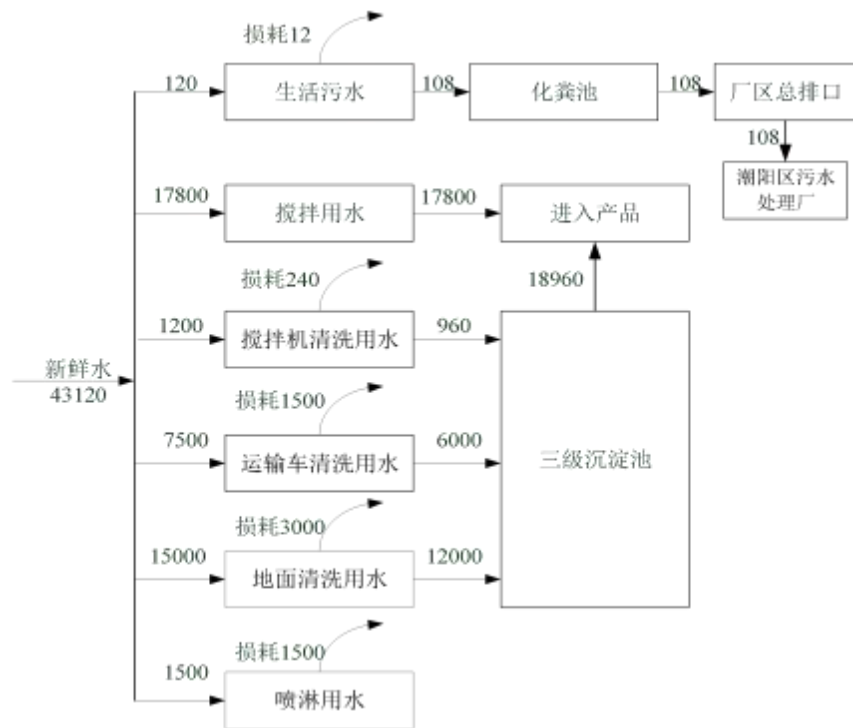 损耗12
120
生活污水
108
化粪池
108
厂区总排口
108
潮阳区污水
处理厂
17800
搅拌用水
17800
进入产品
损耗240
18960
1200
搅拌机清洗用水
960
新鲜水
43120
损耗1500
7500
运输车清洗用水
6000
三级沉淀池
损耗3000
15000
地面清洗用水
12000
损耗1500
1500
喷淋用水